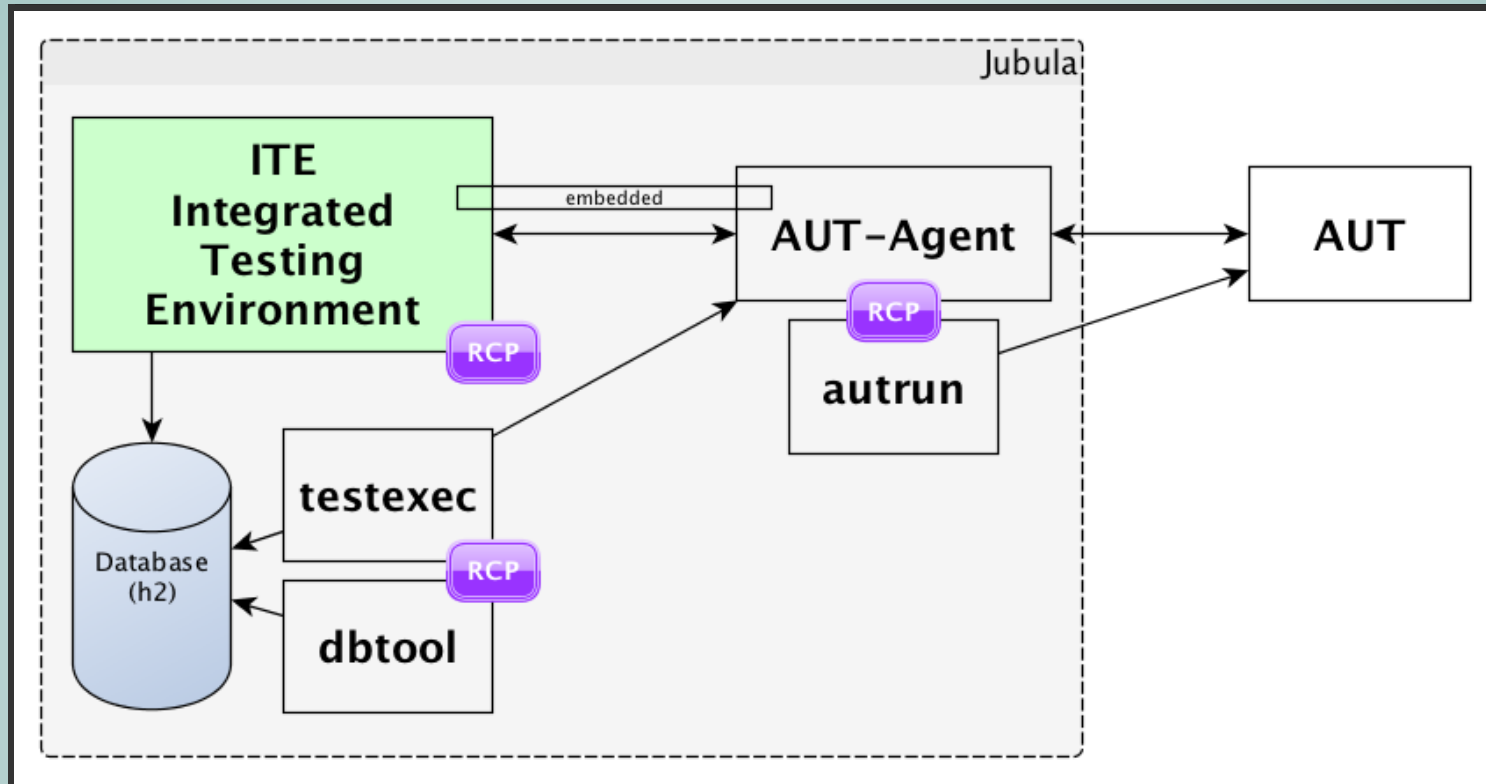 Jubula
ITE
Integrated
Testing
Environment
embedded
AUT-Agent
AUT
RCP
RCP
autrun
testexec
Database
(h2)
RCP
dbtool